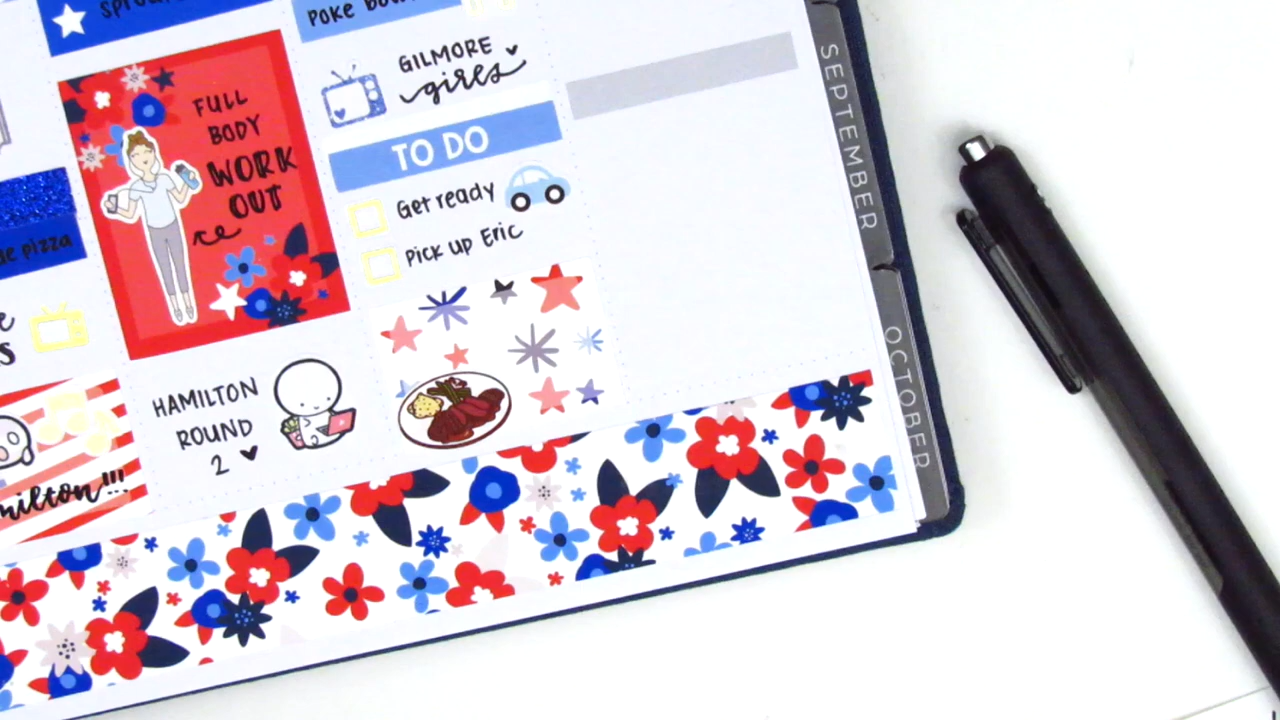 poke bowl
GILMORE
girls
FULL
BODY
WORK
OUT
TO DO
Get ready
Pick up Eric
pizza
HAMILTON
ROUND
2
milton!!!
SEPTEMBER
OCTOBER